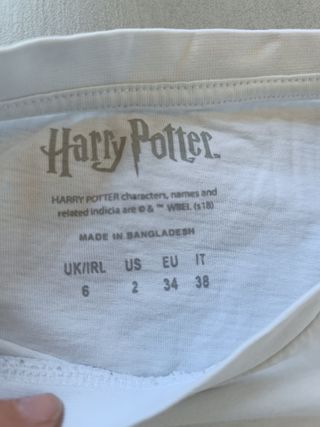 Harry Potter™
HARRY POTTER characters, names and
related indicia are © & ™ WBEI. (s18)
MADE IN BANGLADESH
UK/IRL US EU IT
6 2 34 38